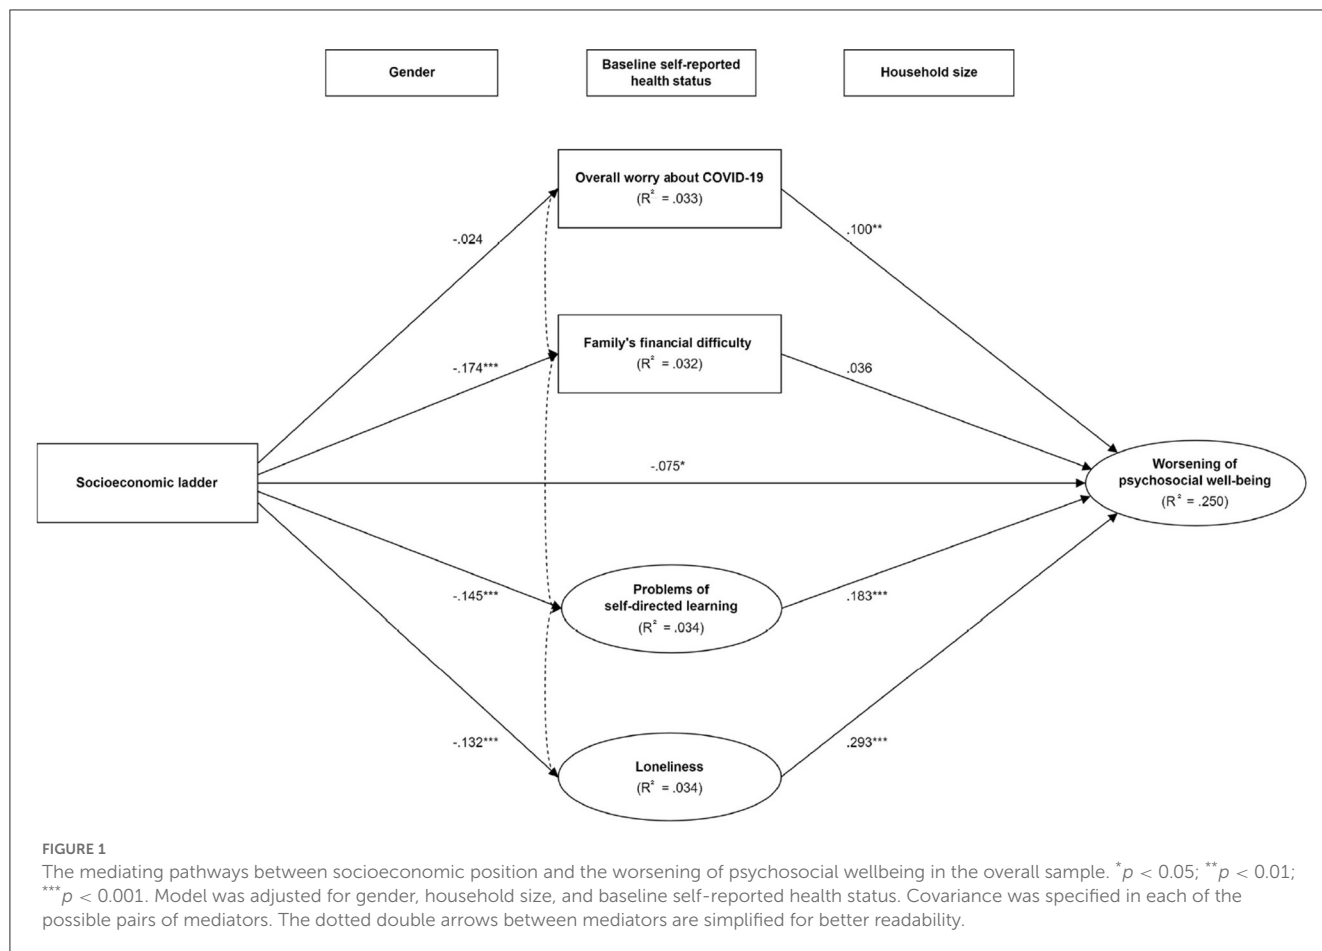 Gender
Baseline self-reported
health status
Household size
Overall worry about COVID-19
(R² = .033)
-.024
.100**
Family's financial difficulty
(R² = .032)
-.174***
.036
Socioeconomic ladder
-.075*
Worsening of
psychosocial well-being
(R² = .250)
Problems of
self-directed learning
(R² = .034)
-.145***
.183***
Loneliness
(R² = .034)
-.132***
.293***
FIGURE 1
The mediating pathways between socioeconomic position and the worsening of psychosocial wellbeing in the overall sample. *p < 0.05; **p < 0.01;
***p < 0.001. Model was adjusted for gender, household size, and baseline self-reported health status. Covariance was specified in each of the
possible pairs of mediators. The dotted double arrows between mediators are simplified for better readability.